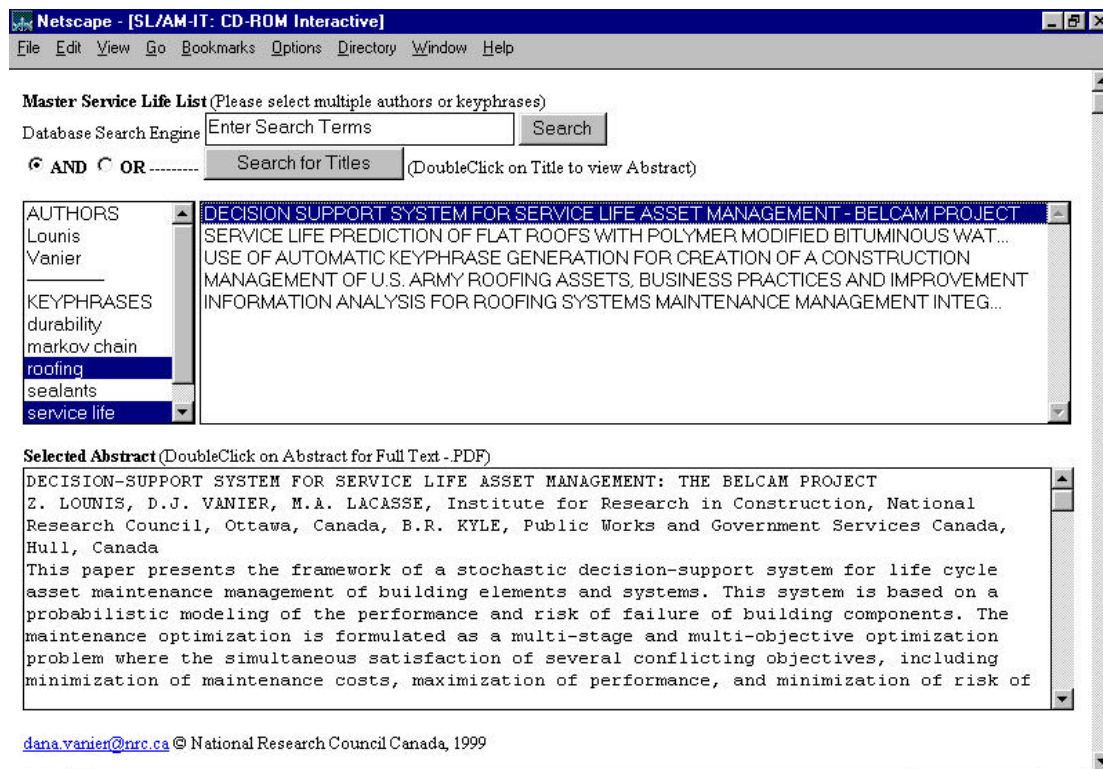 Netscape - [SL/AM-IT: CD-ROM Interactive]
File Edit View Go Bookmarks Options Directory Window Help
Master Service Life List (Please select multiple authors or keyphrases)
Database Search Engine Enter Search Terms Search
AND OR --------- Search for Titles (DoubleClick on Title to view Abstract)
AUTHORS
Lounis
Vanier
----------------
KEYPHRASES
durability
markov chain
roofing
sealants
service life
DECISION SUPPORT SYSTEM FOR SERVICE LIFE ASSET MANAGEMENT - BELCAM PROJECT
SERVICE LIFE PREDICTION OF FLAT ROOFS WITH POLYMER MODIFIED BITUMINOUS WAT...
USE OF AUTOMATIC KEYPHRASE GENERATION FOR CREATION OF A CONSTRUCTION
MANAGEMENT OF U.S. ARMY ROOFING ASSETS, BUSINESS PRACTICES AND IMPROVEMENT
INFORMATION ANALYSIS FOR ROOFING SYSTEMS MAINTENANCE MANAGEMENT INTEG...
Selected Abstract (DoubleClick on Abstract for Full Text -.PDF)
DECISION-SUPPORT SYSTEM FOR SERVICE LIFE ASSET MANAGEMENT: THE BELCAM PROJECT
Z. LOUNIS, D.J. VANIER, M.A. LACASSE, Institute for Research in Construction, National
Research Council, Ottawa, Canada, B.R. KYLE, Public Works and Government Services Canada,
Hull, Canada
This paper presents the framework of a stochastic decision-support system for life cycle
asset maintenance management of building elements and systems. This system is based on a
probabilistic modeling of the performance and risk of failure of building components. The
maintenance optimization is formulated as a multi-stage and multi-objective optimization
problem where the simultaneous satisfaction of several conflicting objectives, including
minimization of maintenance costs, maximization of performance, and minimization of risk of
dana.vanier@nrc.ca © National Research Council Canada, 1999